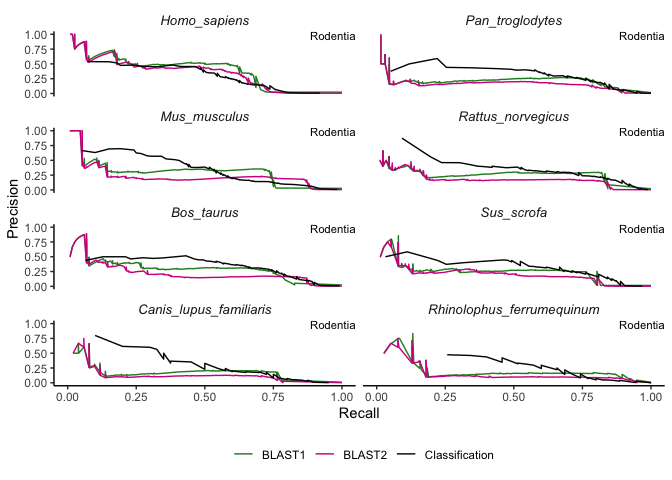 Homo_sapiens
Pan_troglodytes
Rodentia
Rodentia
1.00
0.75
0.50
0.25
0.00
Mus_musculus
Rattus_norvegicus
Rodentia
Rodentia
1.00
0.75
0.50
0.25
0.00
Bos_taurus
Sus_scrofa
Rodentia
Rodentia
1.00
0.75
0.50
0.25
0.00
Canis_lupus_familiaris
Rhinolophus_ferrumequinum
Rodentia
Rodentia
1.00
0.75
0.50
0.25
0.00
Precision
0.00 0.25 0.50 0.75 1.00
0.00 0.25 0.50 0.75 1.00
Recall
BLAST1 BLAST2 Classification